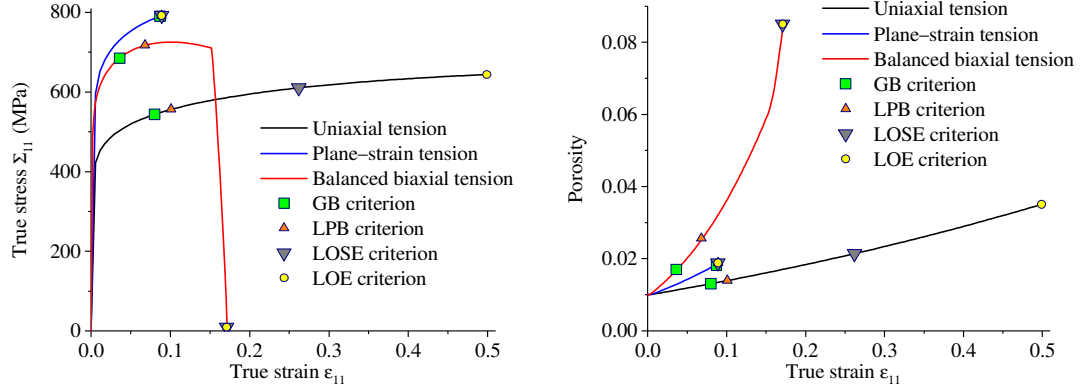 800
600
400
200
0
True stress Σ11 (MPa)
0.0 0.1 0.2 0.3 0.4 0.5
True strain ε11
Uniaxial tension
Plane–strain tension
Balanced biaxial tension
GB criterion
LPB criterion
LOSE criterion
LOE criterion
0.08
0.06
0.04
0.02
0.00
Porosity
0.0 0.1 0.2 0.3 0.4 0.5
True strain ε11
Uniaxial tension
Plane–strain tension
Balanced biaxial tension
GB criterion
LPB criterion
LOSE criterion
LOE criterion